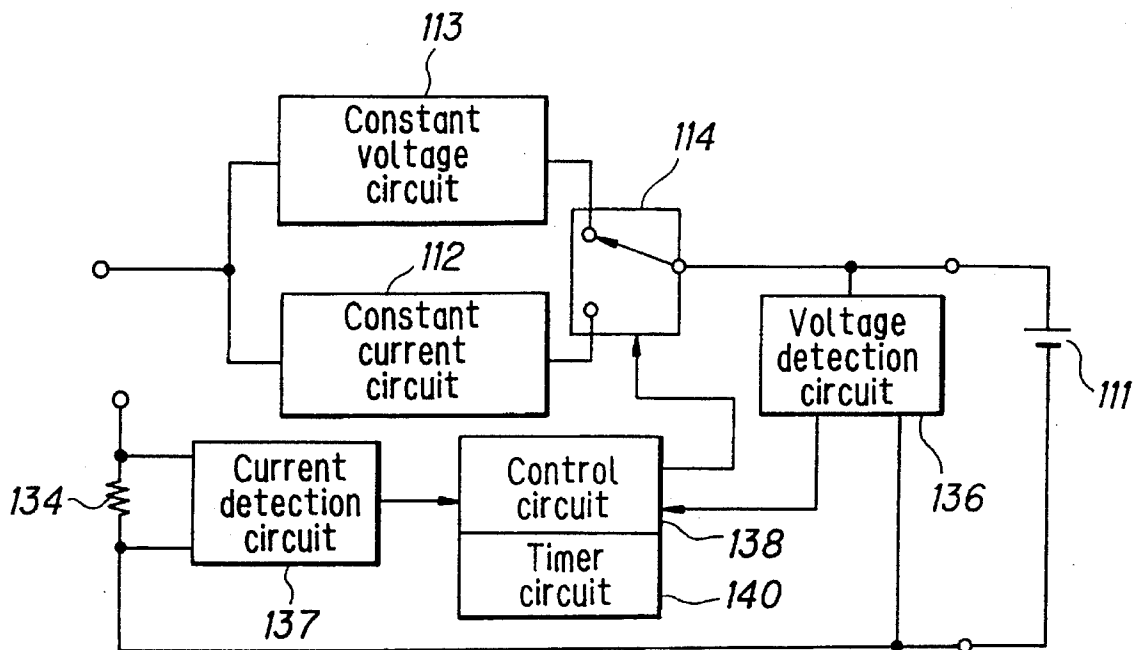 113
Constant
voltage
circuit
114
112
Constant
current
circuit
Voltage
detection
circuit
111
136
134
Current
detection
circuit
137
Control
circuit
138
Timer
circuit
140